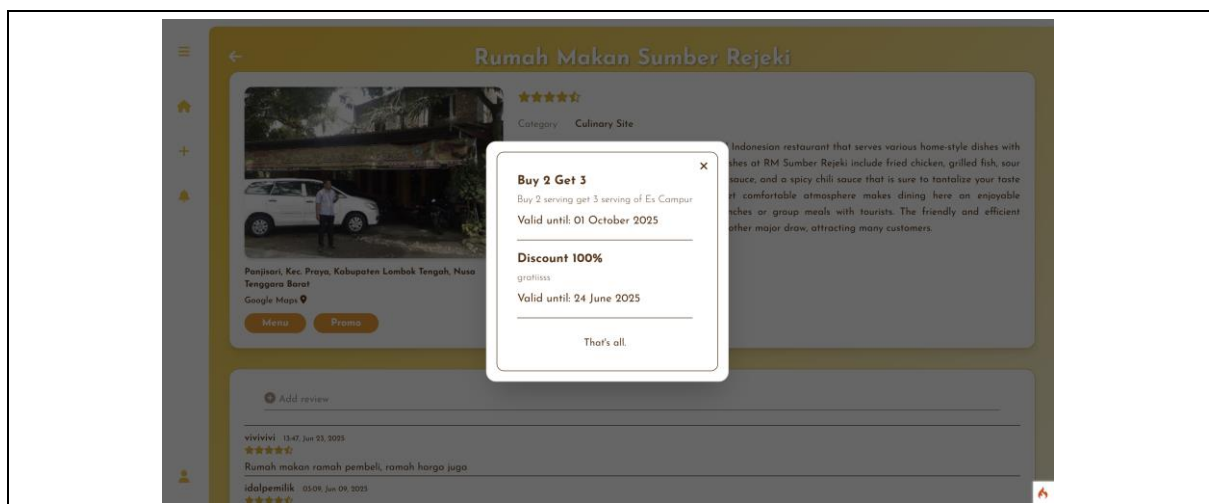 Rumah Makan Sumber Rejeki
Category Culinary Site
Indonesian restaurant that serves various home-style dishes with
shes at RM Sumber Rejeki include fried chicken, grilled fish, sour
sauce, and a spicy chili sauce that is sure to tantalize your taste
et comfortable atmosphere makes dining here an enjoyable
nches or group meals with tourists. The friendly and efficient
other major draw, attracting many customers.
Panjisari, Kec. Praya, Kabupaten Lombok Tengah, Nusa
Tenggara Barat
Google Maps
Menu Promo
×
Buy 2 Get 3
Buy 2 serving get 3 serving of Es Campur
Valid until: 01 October 2025
Discount 100%
gratiisss
Valid until: 24 June 2025
That's all.
Add review
vivivivi 13:47, Jun 23, 2025
Rumah makan ramah pembeli, ramah harga juga
idalpemilik 03:09, Jun 09, 2025